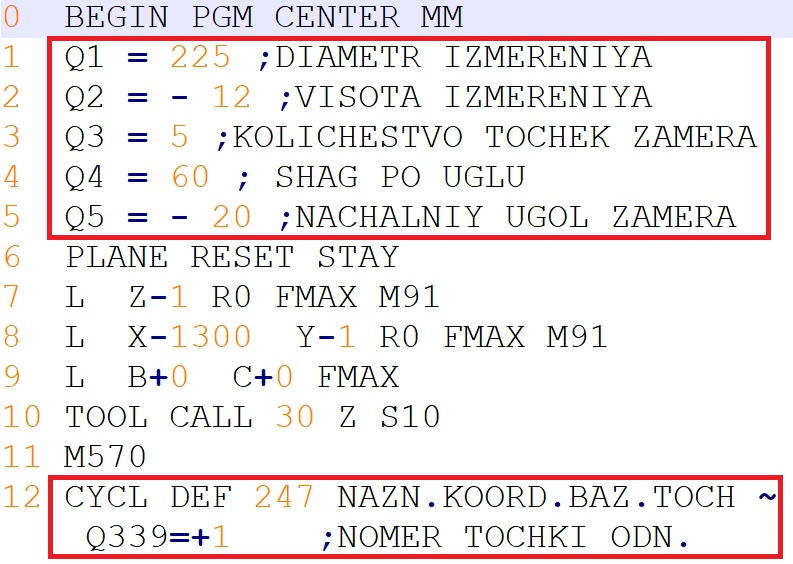 0 BEGIN PGM CENTER MM
1 Q1 = 225 ;DIAMETR IZMERENIYA
2 Q2 = - 12 ;VISOTA IZMERENIYA
3 Q3 = 5 ;KOLICHESTVO TOCHEK ZAMERA
4 Q4 = 60 ; SHAG PO UGLU
5 Q5 = - 20 ;NACHALNIY UGOL ZAMERA
6 PLANE RESET STAY
7 L Z-1 R0 FMAX M91
8 L X-1300 Y-1 R0 FMAX M91
9 L B+0 C+0 FMAX
10 TOOL CALL 30 Z S10
11 M570
12 CYCL DEF 247 NAZN.KOORD.BAZ.TOCH ~
Q339=+1 ;NOMER TOCHKI ODN.